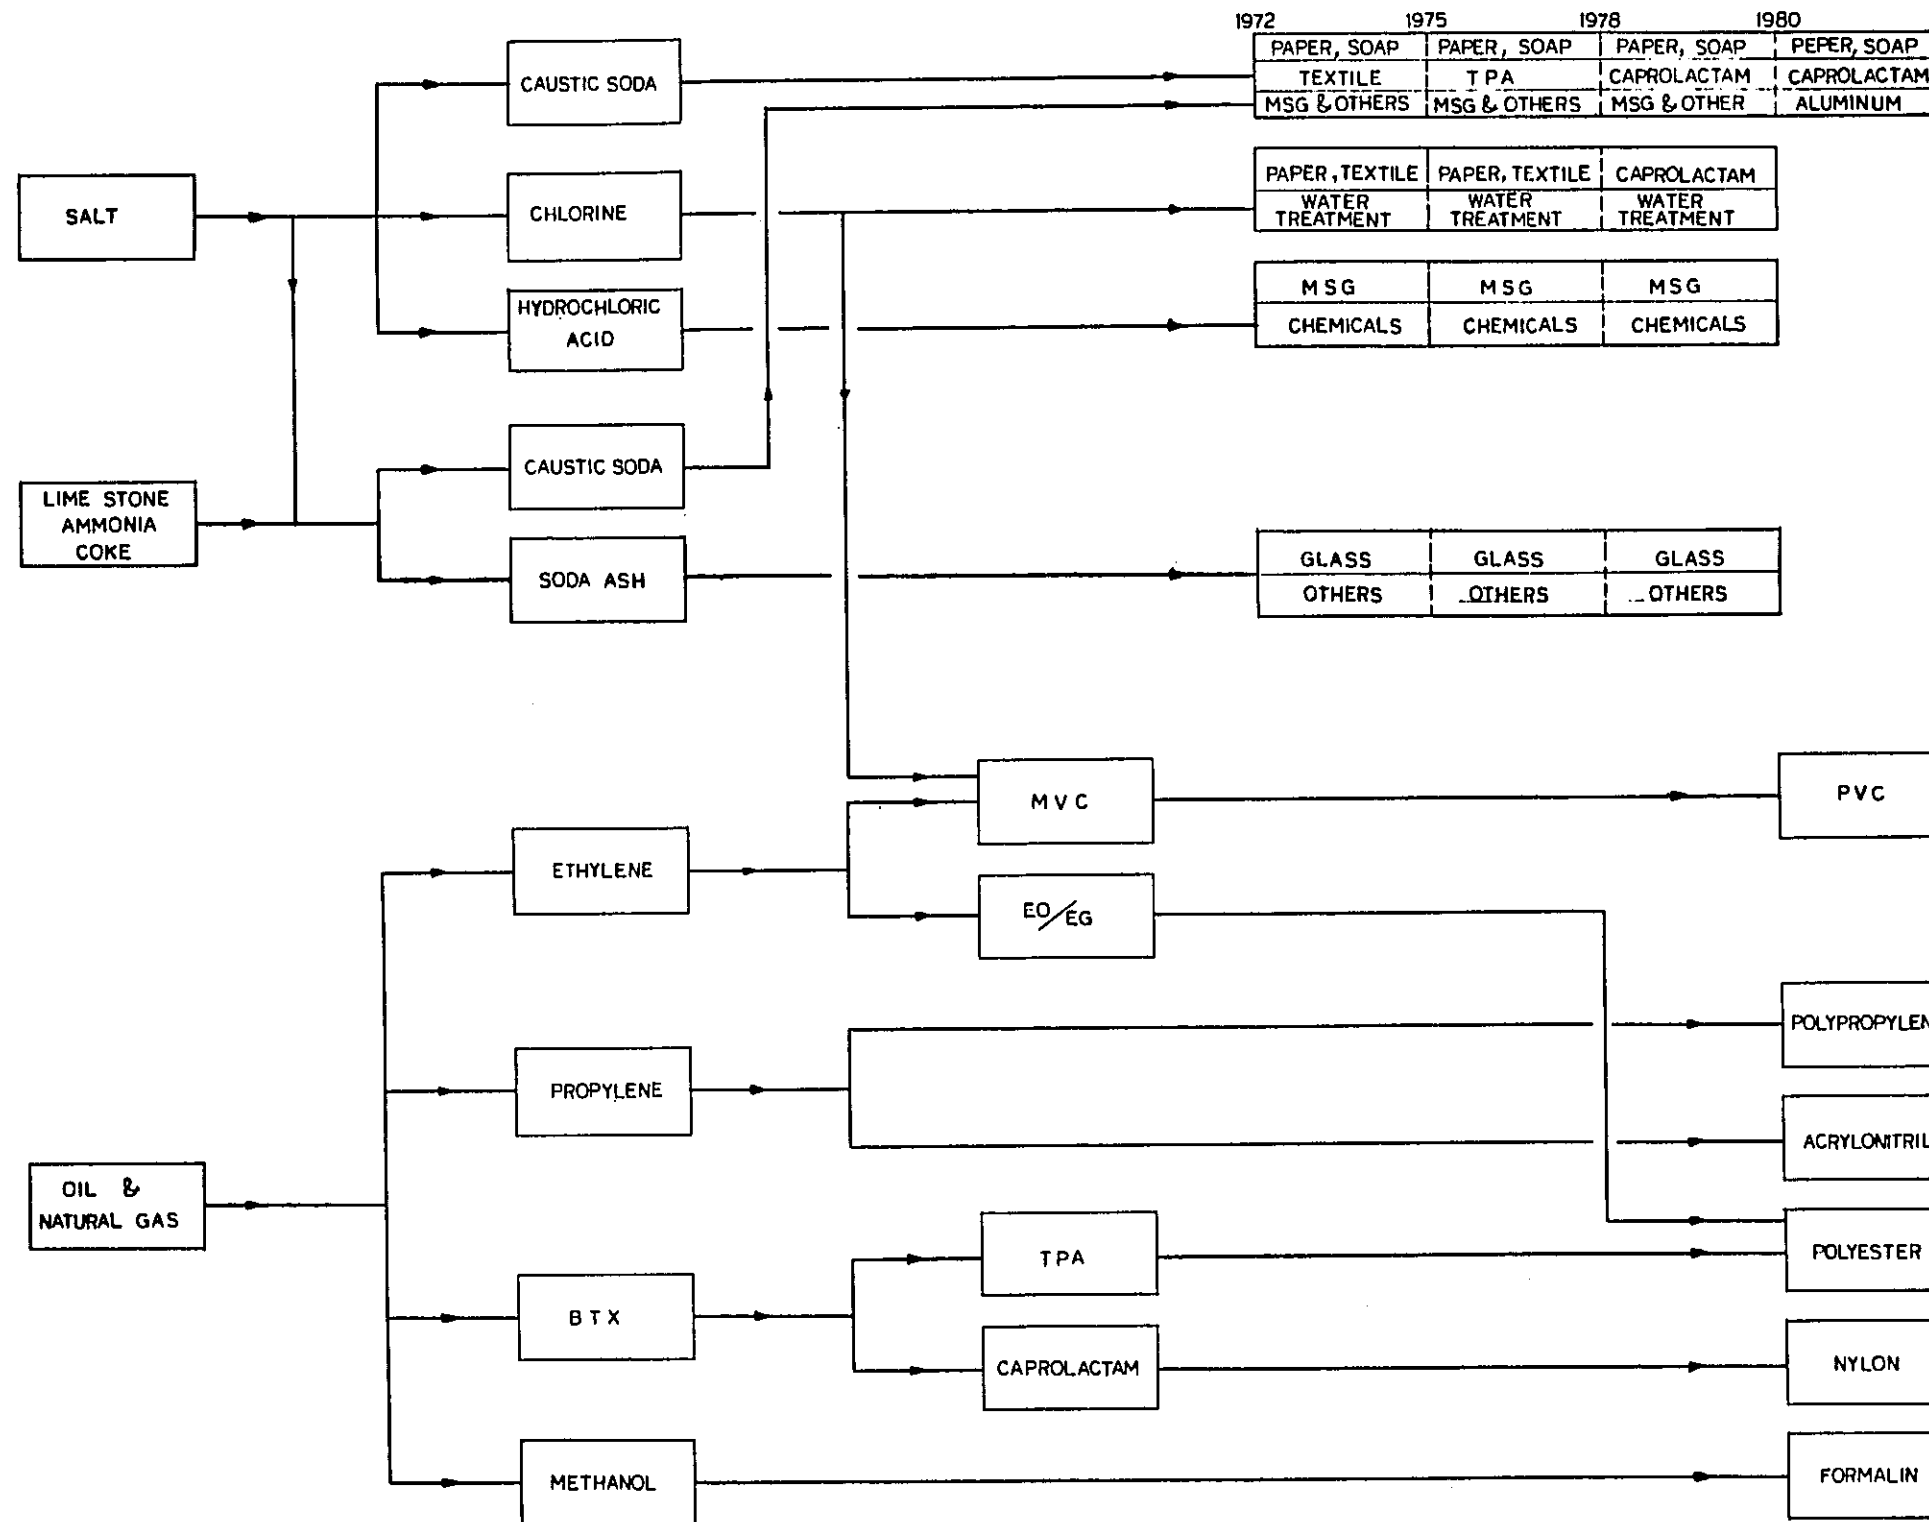 1972 1975 1978 1980
PAPER, SOAP PAPER, SOAP PAPER, SOAP PEPER, SOAP
TEXTILE TPA CAPROLACTAM CAPROLACTAM
MSG & OTHERS MSG & OTHERS MSG & OTHER ALUMINUM
CAUSTIC SODA
PAPER, TEXTILE PAPER, TEXTILE CAPROLACTAM
WATER WATER WATER
TREATMENT TREATMENT TREATMENT
SALT
CHLORINE
MSG MSG MSG
CHEMICALS CHEMICALS CHEMICALS
HYDROCHLORIC
ACID
CAUSTIC SODA
LIME STONE
AMMONIA
COKE
SODA ASH
GLASS GLASS GLASS
OTHERS OTHERS OTHERS
MVC
PVC
ETHYLENE
EO/EG
POLYPROPYLEN
PROPYLENE
ACRYLONITRIL
OIL &
NATURAL GAS
TPA
POLYESTER
BTX
CAPROLACTAM
NYLON
METHANOL
FORMALIN